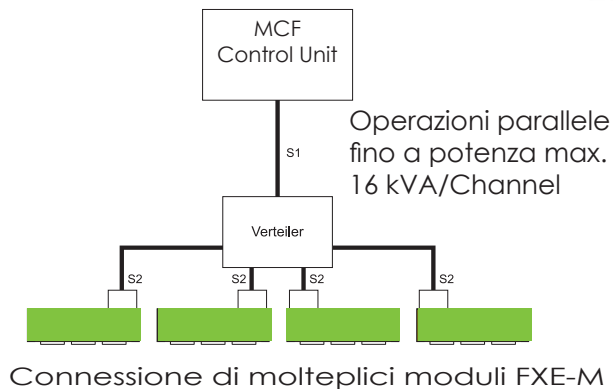 MCF
Control Unit
S1
Operazioni parallele
fino a potenza max.
16 kVA/Channel
Verteiler
S2
S2
S2
S2
Connessione di molteplici moduli FXE-M